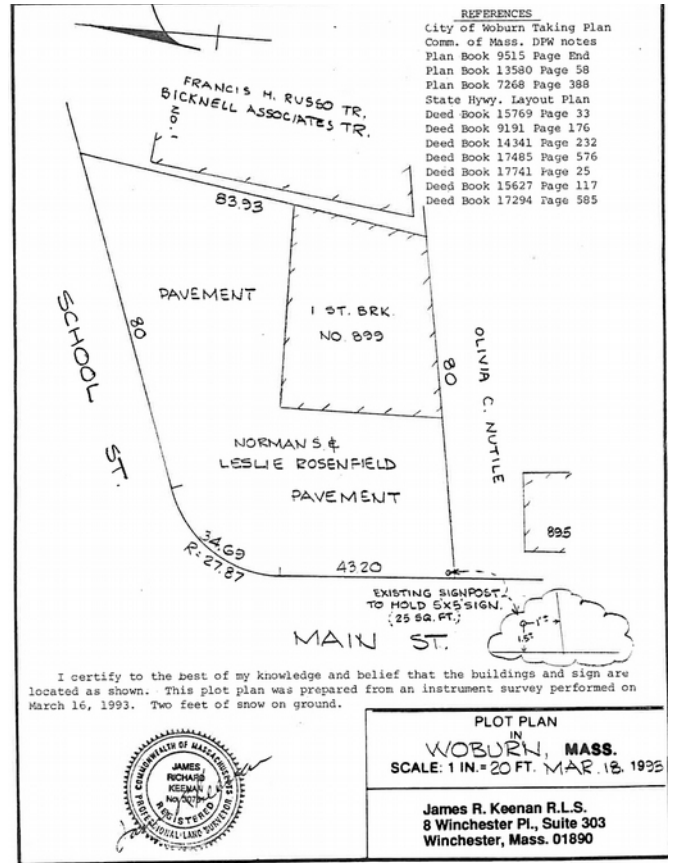 REFERENCES
City of Woburn Taking Plan
Comm. of Mass. DPW notes
Plan Book 9515 Page End
Plan Book 13580 Page 58
Plan Book 7268 Page 388
State Hywy. Layout Plan
Deed Book 15769 Page 33
Deed Book 9191 Page 176
Deed Book 14341 Page 232
Deed Book 17485 Page 576
Deed Book 17741 Page 25
Deed Book 15627 Page 117
Deed Book 17294 Page 585
FRANCIS H. RUSSO TR.
BICKNELL ASSOCIATES TR.
83.93
PAVEMENT
1 ST. BRK.
NO. 899
SCHOOL ST.
80
80
OLIVIA C. NUTILE
NORMAN S. &
LESLIE ROSENFIELD
PAVEMENT
895
34.69
R=27.87
43.20
EXISTING SIGNPOST
TO HOLD 5X5 SIGN.
(25 SQ. FT.)
1±
1.5±
MAIN ST.
I certify to the best of my knowledge and belief that the buildings and sign are
located as shown. This plot plan was prepared from an instrument survey performed on
March 16, 1993. Two feet of snow on ground.
COMMONWEALTH OF MASSACHUSETTS
JAMES
RICHARD
KEENAN
REGISTERED
PROFESSIONAL LAND SURVEYOR
PLOT PLAN
IN
WOBURN, MASS.
SCALE: 1 IN.= 20 FT. MAR. 18, 1993
James R. Keenan R.L.S.
8 Winchester Pl., Suite 303
Winchester, Mass. 01890